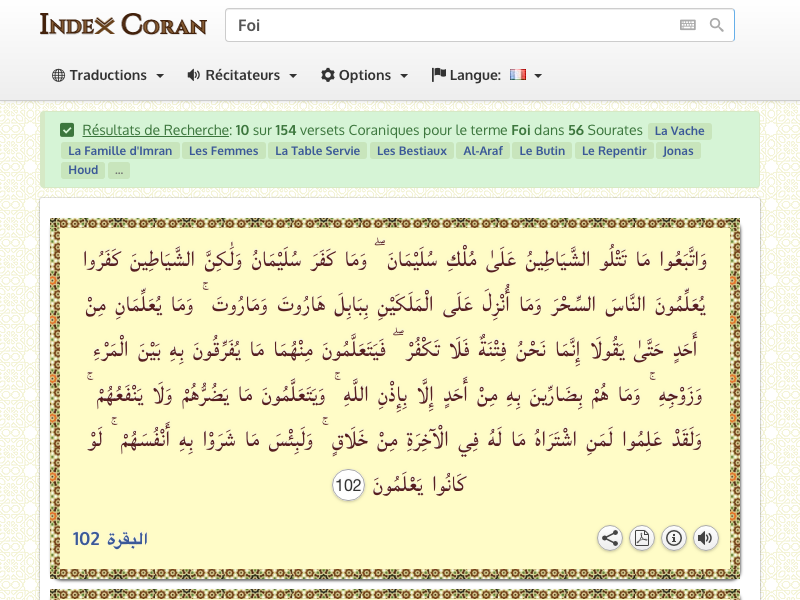 INDEX CORAN
Foi
Traductions Récitateurs Options Langue:
Résultats de Recherche: 10 sur 154 versets Coraniques pour le terme Foi dans 56 Sourates La Vache
La Famille d'Imran Les Femmes La Table Servie Les Bestiaux Al-Araf Le Butin Le Repentir Jonas
Houd ...
وَاتَّبَعُوا مَا تَتْلُو الشَّيَاطِينُ عَلَىٰ مُلْكِ سُلَيْمَانَ ۖ وَمَا كَفَرَ سُلَيْمَانُ وَلَٰكِنَّ الشَّيَاطِينَ كَفَرُوا
يُعَلِّمُونَ النَّاسَ السِّحْرَ وَمَا أُنْزِلَ عَلَى الْمَلَكَيْنِ بِبَابِلَ هَارُوتَ وَمَارُوتَ ۚ وَمَا يُعَلِّمَانِ مِنْ
أَحَدٍ حَتَّىٰ يَقُولَا إِنَّمَا نَحْنُ فِتْنَةٌ فَلَا تَكْفُرْ ۖ فَيَتَعَلَّمُونَ مِنْهُمَا مَا يُفَرِّقُونَ بِهِ بَيْنَ الْمَرْءِ
وَزَوْجِهِ ۚ وَمَا هُمْ بِضَارِّينَ بِهِ مِنْ أَحَدٍ إِلَّا بِإِذْنِ اللَّهِ ۚ وَيَتَعَلَّمُونَ مَا يَضُرُّهُمْ وَلَا يَنْفَعُهُمْ ۚ
وَلَقَدْ عَلِمُوا لَمَنِ اشْتَرَاهُ مَا لَهُ فِي الْآخِرَةِ مِنْ خَلَاقٍ ۚ وَلَبِئْسَ مَا شَرَوْا بِهِ أَنْفُسَهُمْ ۚ لَوْ
كَانُوا يَعْلَمُونَ 102
البقرة 102